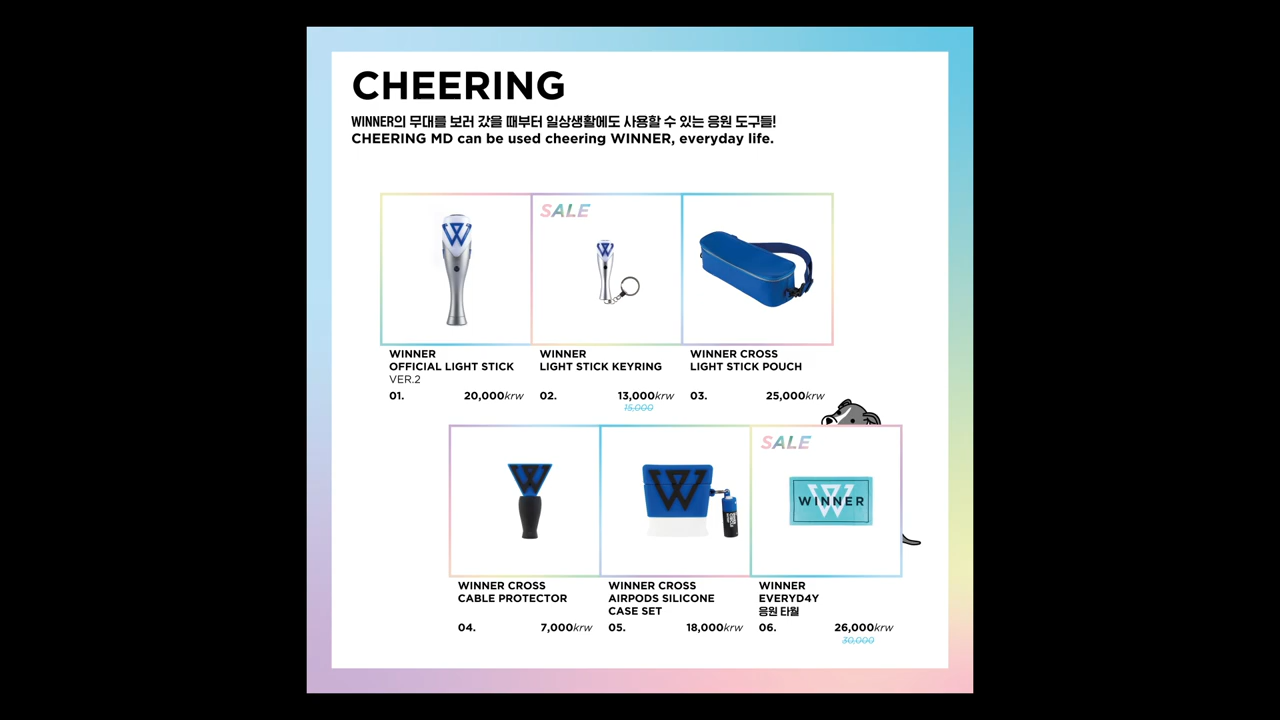 CHEERING
WINNER의 무대를 보러 갔을 때부터 일상생활에도 사용할 수 있는 응원 도구들!
CHEERING MD can be used cheering WINNER, everyday life.
SALE
WINNER
OFFICIAL LIGHT STICK
VER.2
01. 20,000krw
WINNER
LIGHT STICK KEYRING
02. 13,000krw
15,000
WINNER CROSS
LIGHT STICK POUCH
03. 25,000krw
SALE
WINNER
WINNER CROSS
CABLE PROTECTOR
04. 7,000krw
WINNER CROSS
AIRPODS SILICONE
CASE SET
05. 18,000krw
WINNER
EVERYD4Y
응원 타월
06. 26,000krw
30,000